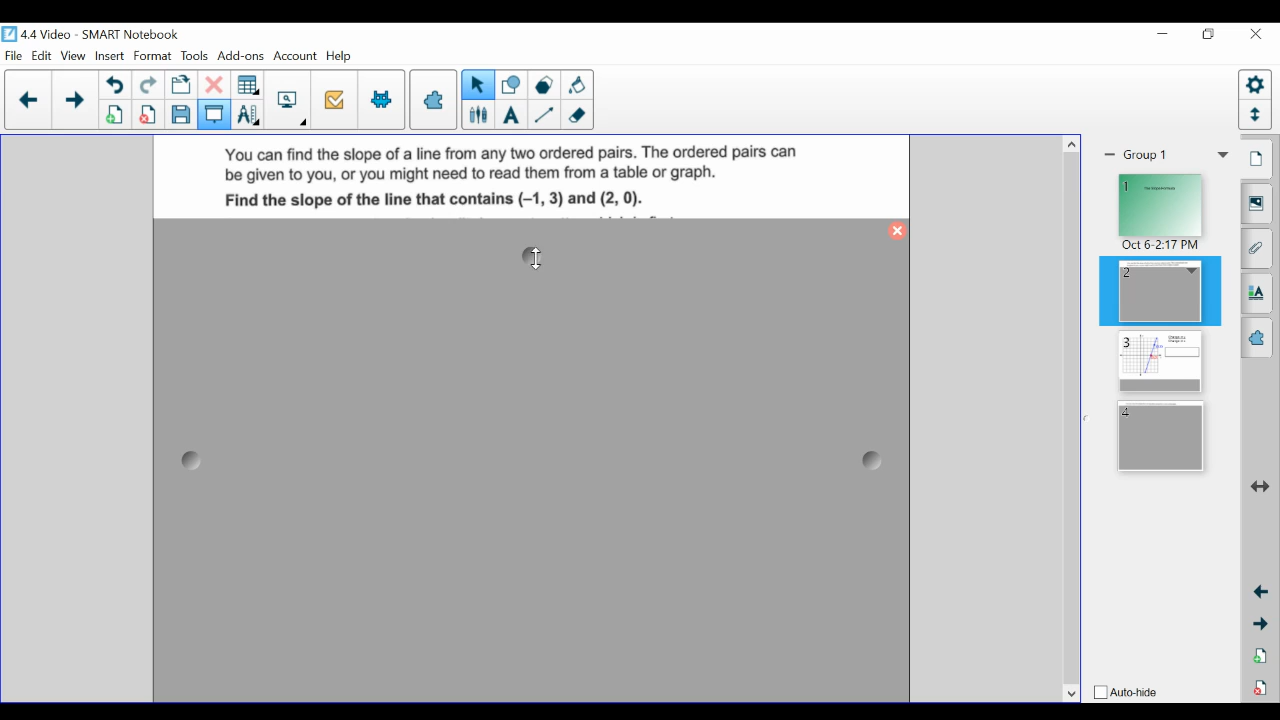 4.4 Video - SMART Notebook
File Edit View Insert Format Tools Add-ons Account Help
You can find the slope of a line from any two ordered pairs. The ordered pairs can
be given to you, or you might need to read them from a table or graph.
Find the slope of the line that contains (–1, 3) and (2, 0).
Group 1
1
Oct 6-2:17 PM
2
3
4
Auto-hide